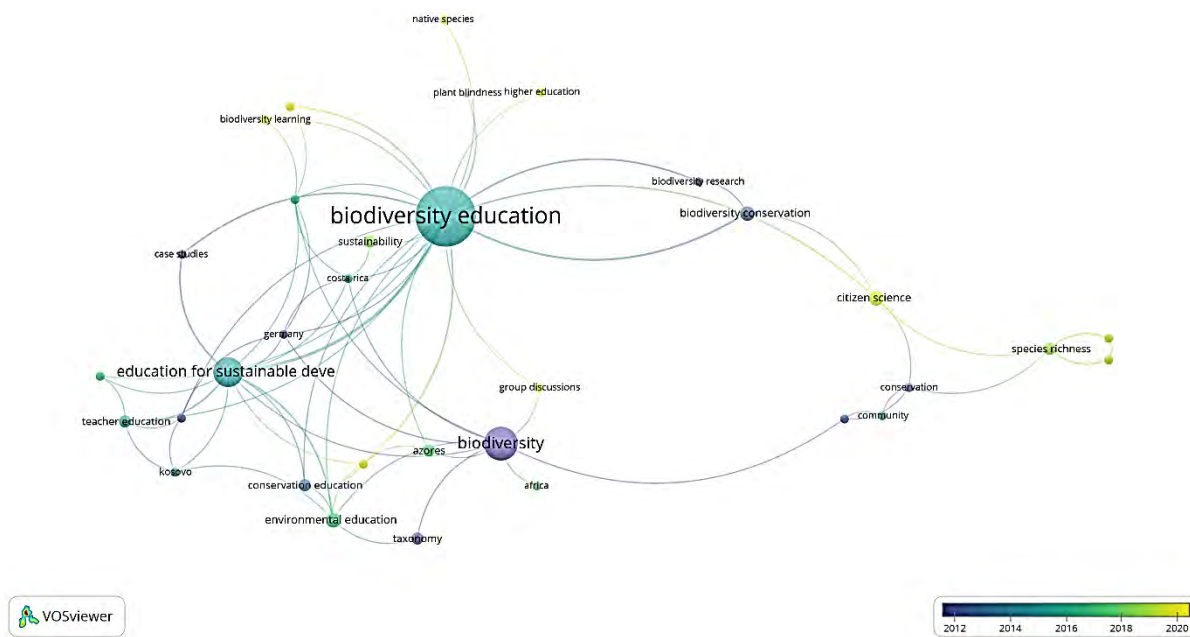 native species
plant blindness
higher education
biodiversity learning
biodiversity research
biodiversity education
biodiversity conservation
sustainability
case studies
costa rica
citizen science
germany
species richness
education for sustainable deve
group discussions
conservation
community
teacher education
biodiversity
azores
kosovo
conservation education
africa
environmental education
taxonomy
VOSviewer
2012 2014 2016 2018 2020